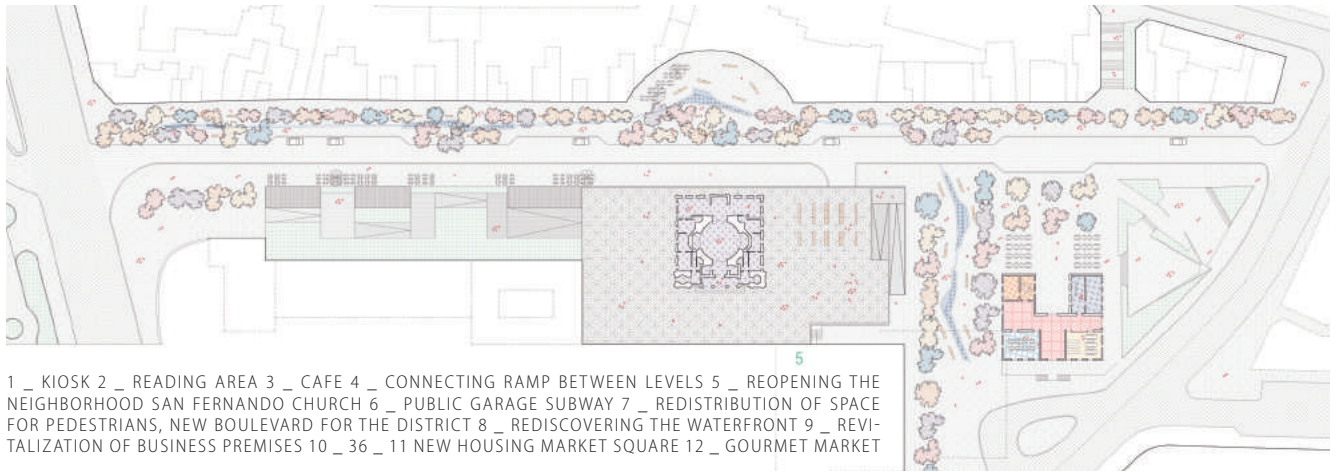 5
1 _ KIOSK 2 _ READING AREA 3 _ CAFE 4 _ CONNECTING RAMP BETWEEN LEVELS 5 _ REOPENING THE
NEIGHBORHOOD SAN FERNANDO CHURCH 6 _ PUBLIC GARAGE SUBWAY 7 _ REDISTRIBUTION OF SPACE
FOR PEDESTRIANS, NEW BOULEVARD FOR THE DISTRICT 8 _ REDISCOVERING THE WATERFRONT 9 _ REVI-
TALIZATION OF BUSINESS PREMISES 10 _ 36 _ 11 NEW HOUSING MARKET SQUARE 12 _ GOURMET MARKET